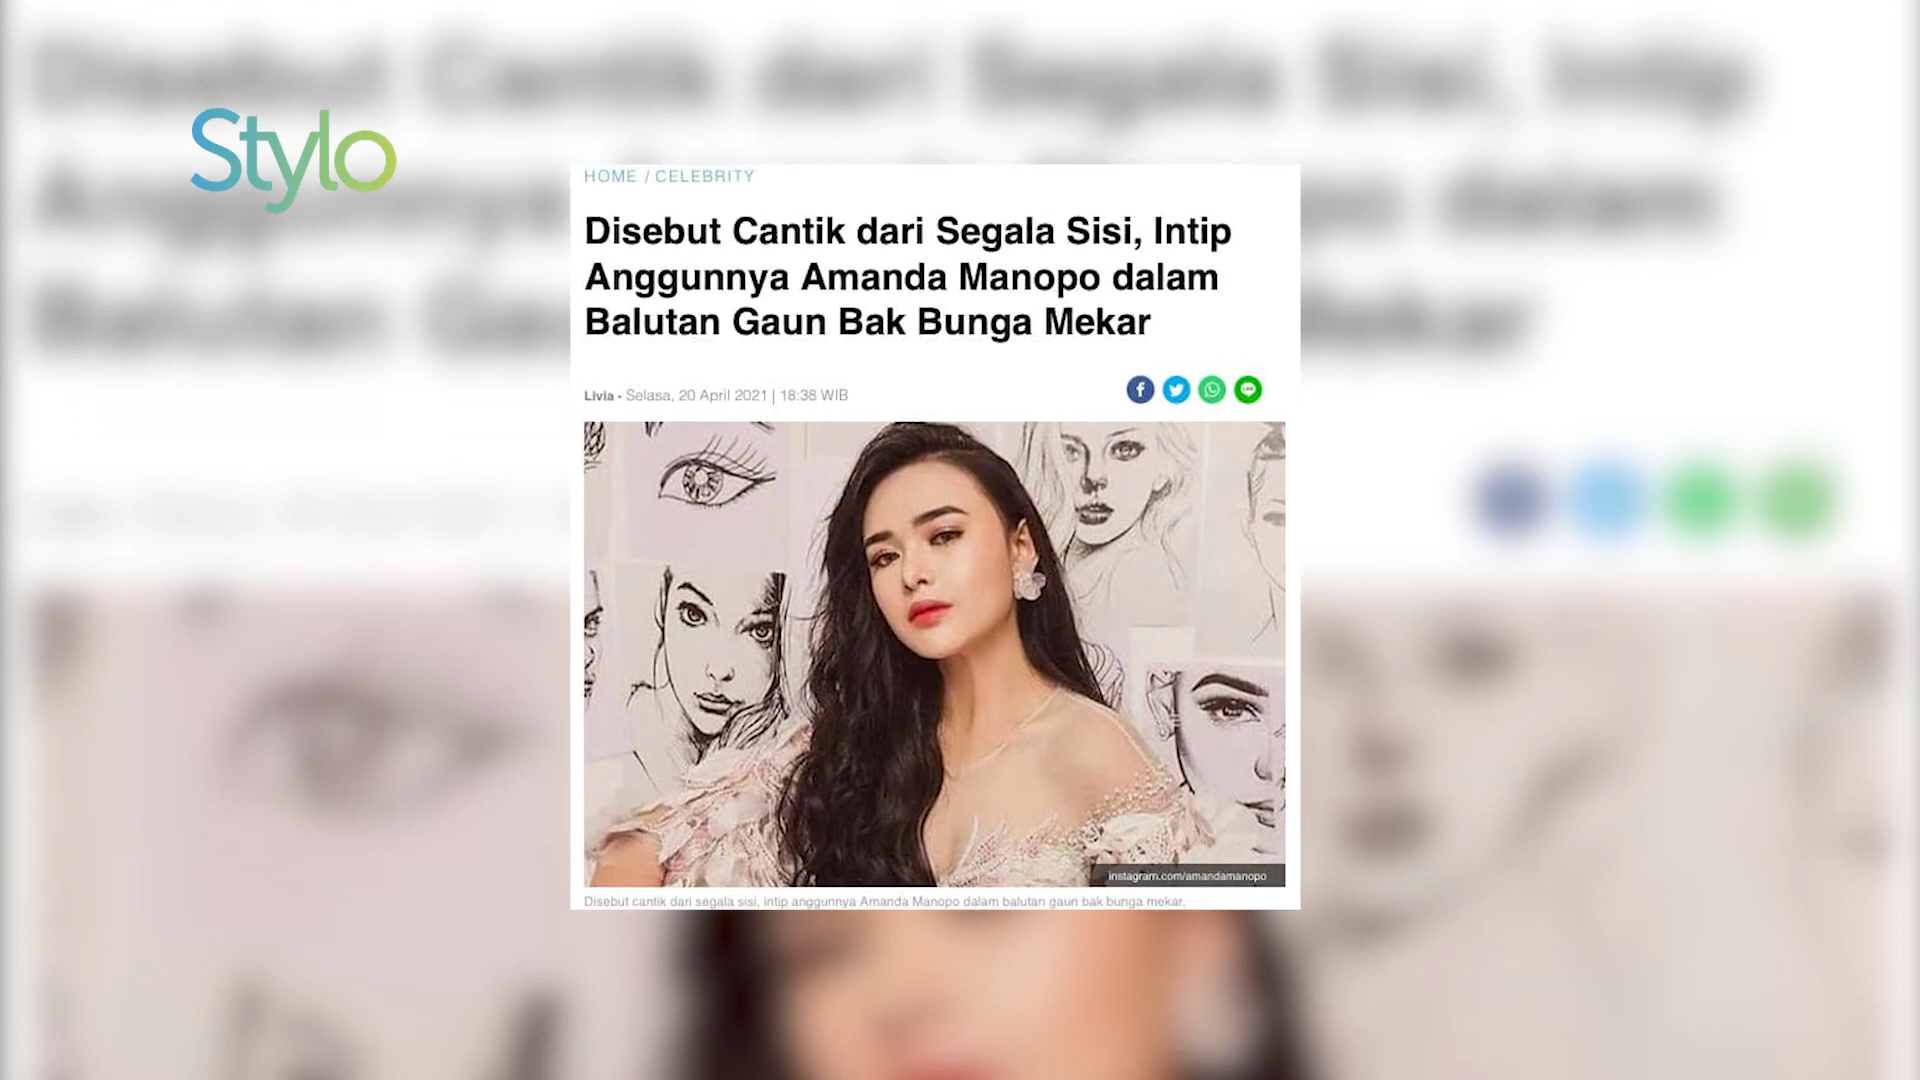 Stylo
HOME / CELEBRITY
Disebut Cantik dari Segala Sisi, Intip
Anggunnya Amanda Manopo dalam
Balutan Gaun Bak Bunga Mekar
Livia - Selasa, 20 April 2021 | 18:38 WIB
instagram.com/amandamanopo
Disebut cantik dari segala sisi, intip anggunnya Amanda Manopo dalam balutan gaun bak bunga mekar.